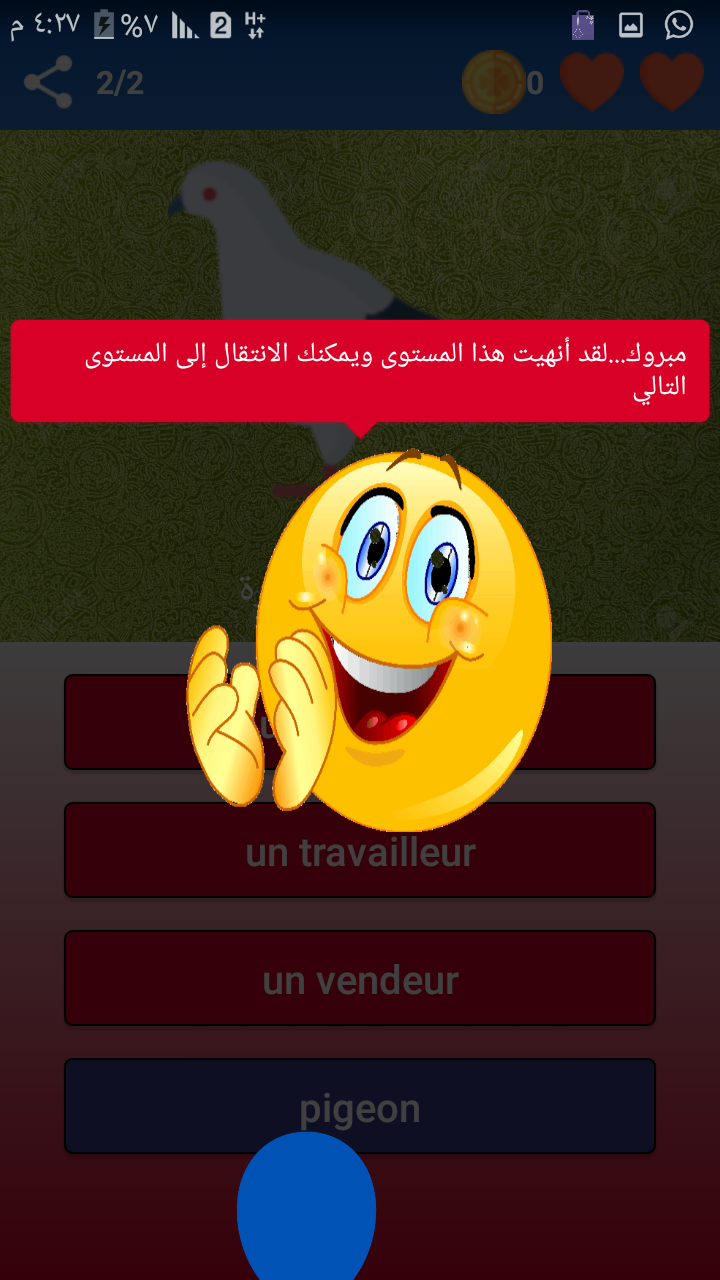 ٤:٢٧ م %٧ 2 H+
2/2 0
مبروك...لقد أنهيت هذا المستوى ويمكنك الانتقال إلى المستوى
التالي
un travailleur
un vendeur
pigeon